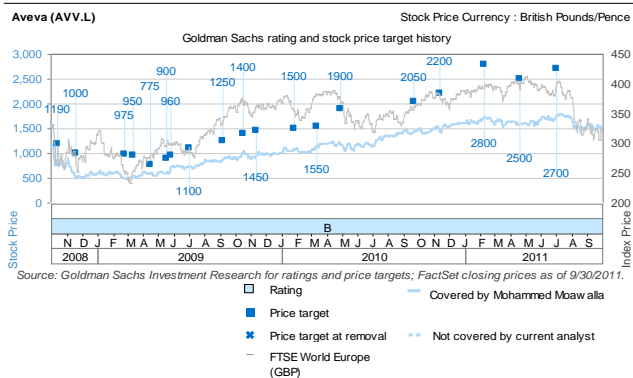 Aveva (AVV.L) Stock Price Currency : British Pounds/Pence
Goldman Sachs rating and stock price target history
3,000 2,500 2,000 1,500 1,000 500 0
450 400 350 300 250 200
1190 1000 975 950 775 900 960 1100 1250 1400 1450 1500 1550 1900 2050 2200 2800 2500 2700
Stock Price
Index Price
B
N J F M A M J J A S O N J F M A M J J A S O N J F M A M J J A S
2008 2009 2010 2011
Source: Goldman Sachs Investment Research for ratings and price targets; FactSet closing prices as of 9/30/2011.
Rating Covered by Mohammed Moawalla
Price target
Price target at removal Not covered by current analyst
FTSE World Europe
(GBP)